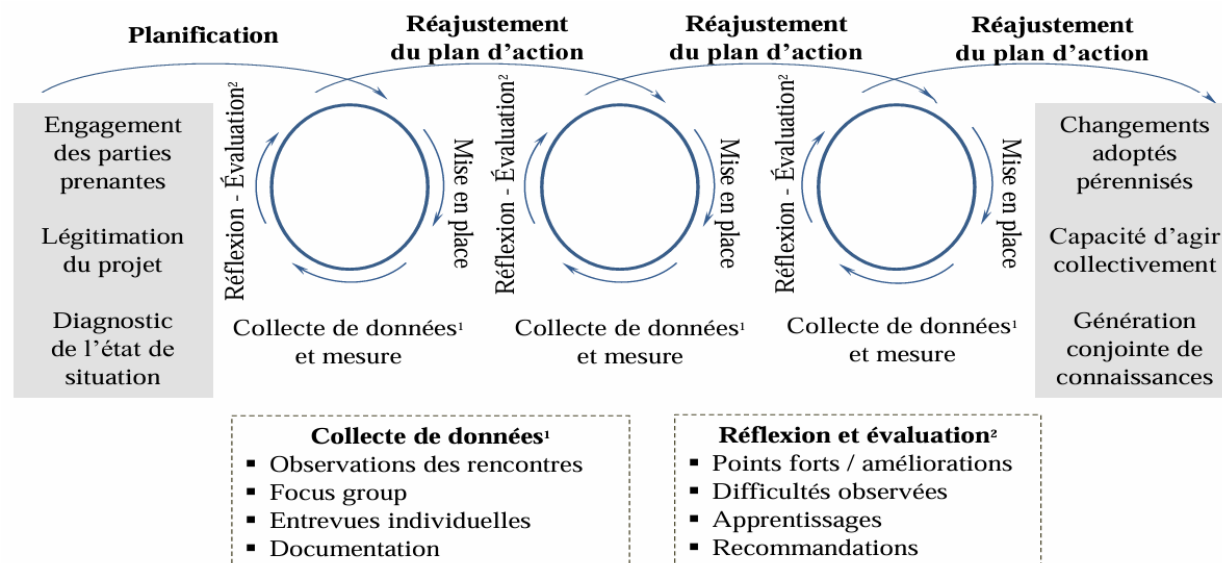 Planification
Réajustement
du plan d’action
Réajustement
du plan d’action
Réajustement
du plan d’action
Engagement
des parties
prenantes
Légitimation
du projet
Diagnostic
de l’état de
situation
Réflexion - Évaluation²
Mise en place
Collecte de données¹
et mesure
Réflexion - Évaluation²
Mise en place
Collecte de données¹
et mesure
Réflexion - Évaluation²
Mise en place
Collecte de données¹
et mesure
Changements
adoptés
pérennisés
Capacité d’agir
collectivement
Génération
conjointe de
connaissances
Collecte de données¹
▪ Observations des rencontres
▪ Focus group
▪ Entrevues individuelles
▪ Documentation
Réflexion et évaluation²
▪ Points forts / améliorations
▪ Difficultés observées
▪ Apprentissages
▪ Recommandations